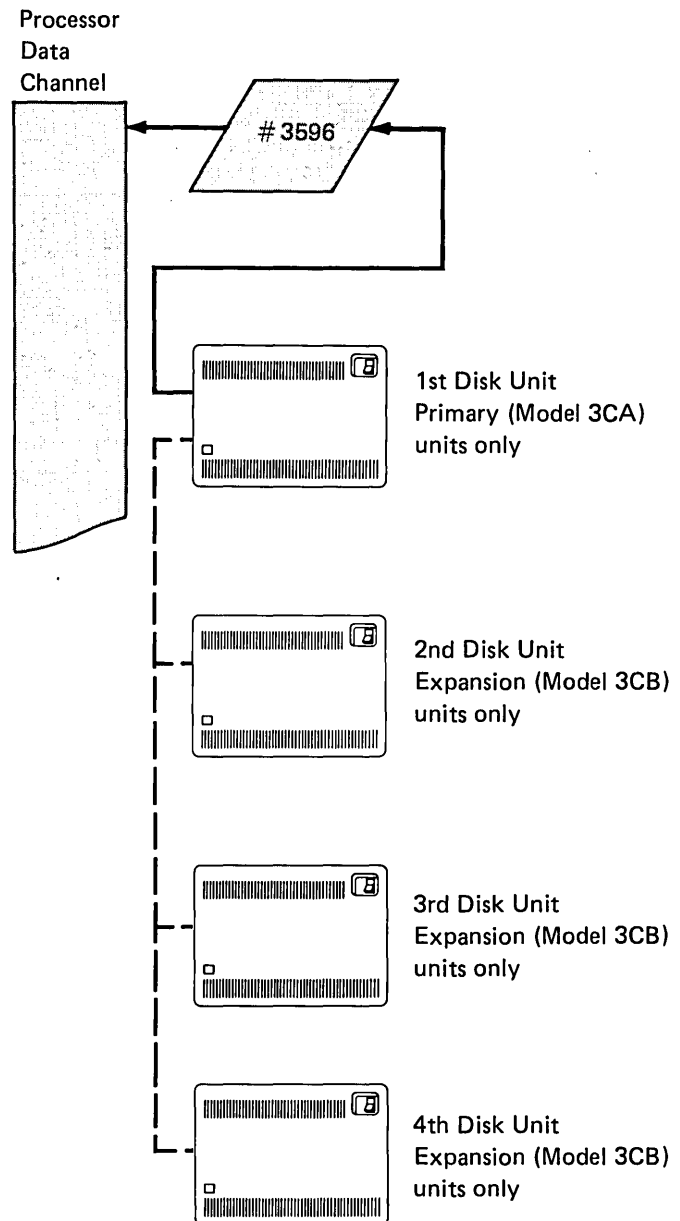 Processor
Data
Channel
# 3596
1st Disk Unit
Primary (Model 3CA)
units only
2nd Disk Unit
Expansion (Model 3CB)
units only
3rd Disk Unit
Expansion (Model 3CB)
units only
4th Disk Unit
Expansion (Model 3CB)
units only